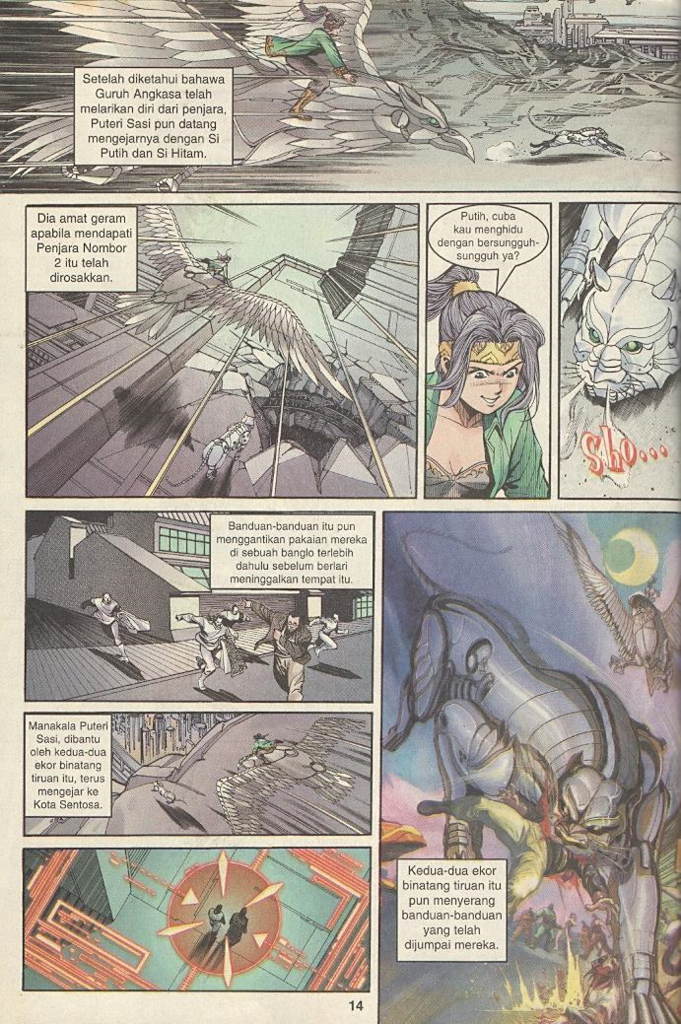 Setelah diketahui bahawa
Guruh Angkasa telah
melarikan diri dari penjara,
Puteri Sasi pun datang
mengejarnya dengan Si
Putih dan Si Hitam.
Dia amat geram
apabila mendapati
Penjara Nombor
2 itu telah
dirosakkan.
Putih, cuba
kau menghidu
dengan bersungguh-
sungguh ya?
Sho...
Banduan-banduan itu pun
menggantikan pakaian mereka
di sebuah banglo terlebih
dahulu sebelum berlari
meninggalkan tempat itu.
Manakala Puteri
Sasi, dibantu
oleh kedua-dua
ekor binatang
tiruan itu, terus
mengejar ke
Kota Sentosa.
Kedua-dua ekor
binatang tiruan itu
pun menyerang
banduan-banduan
yang telah
dijumpai mereka.
14